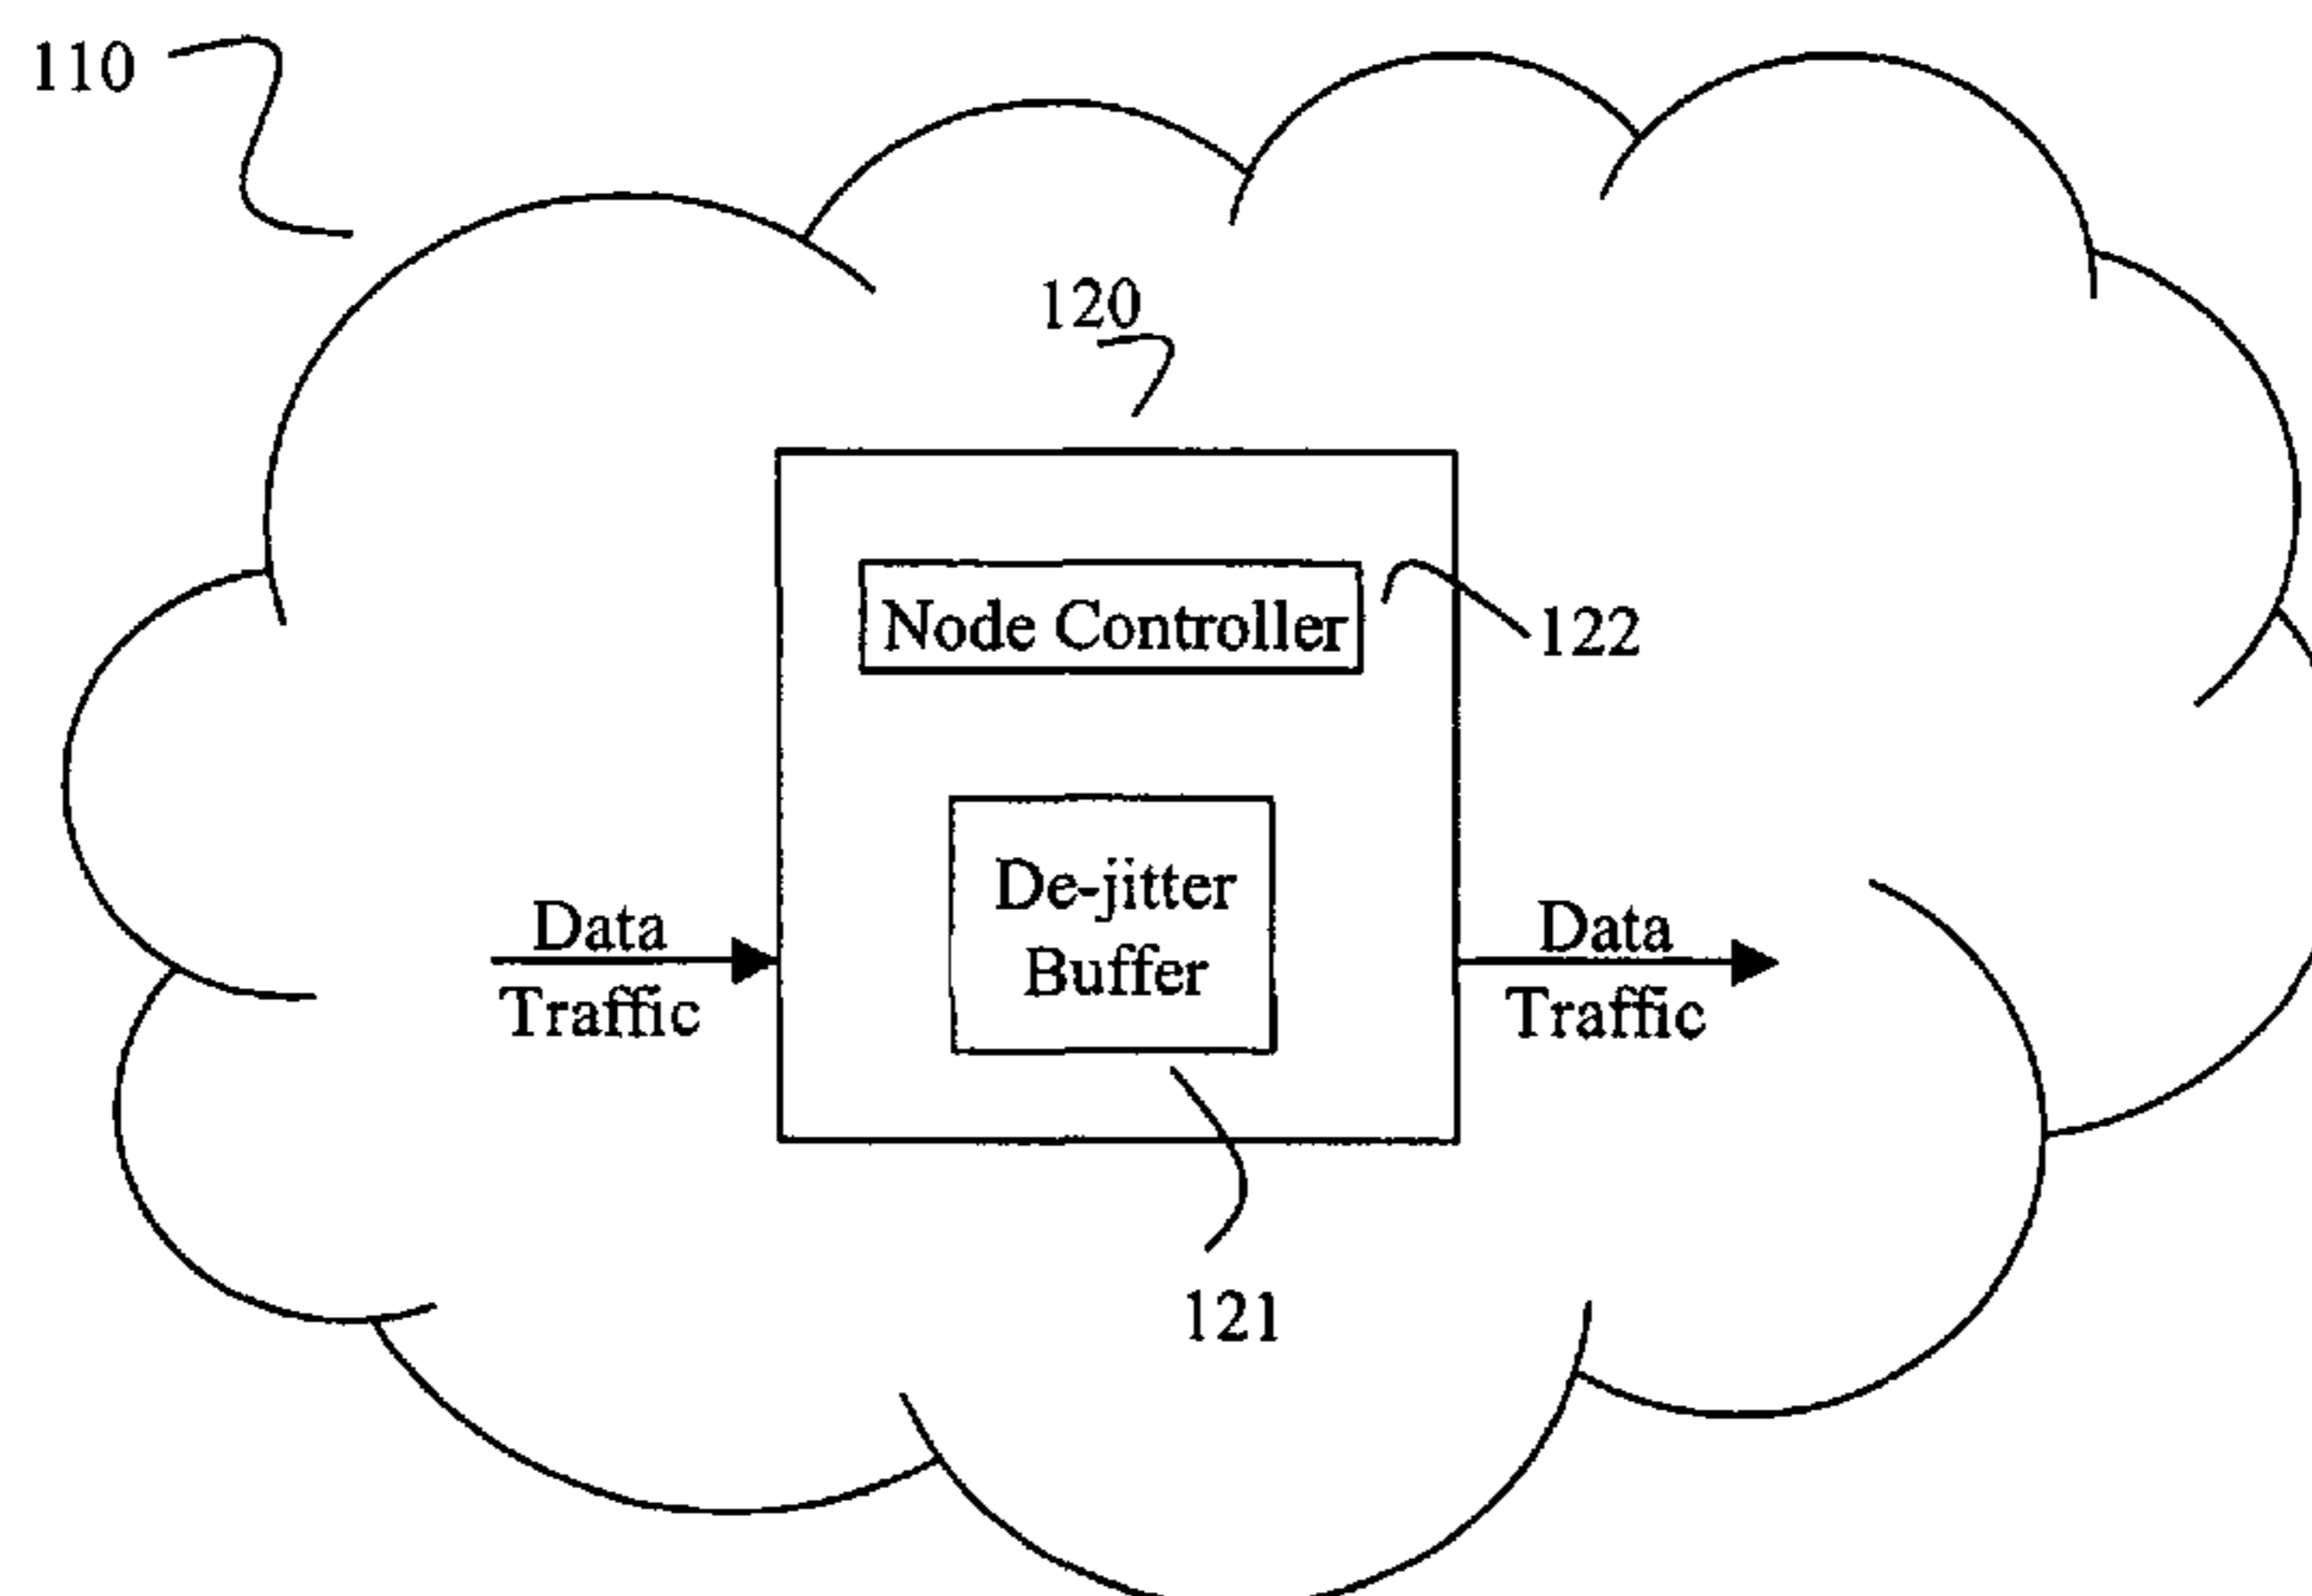 110
120
Node Controller
122
De-jitter
Buffer
Data
Traffic
Data
Traffic
121